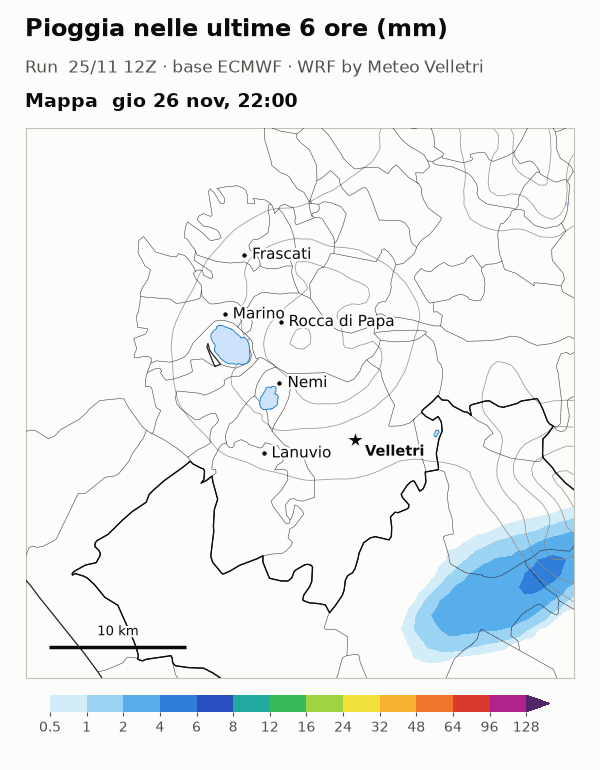 Pioggia nelle ultime 6 ore (mm)
Run  25/11 12Z · base ECMWF · WRF by Meteo Velletri
Mappa  gio 26 nov, 22:00
Frascati
Marino
Rocca di Papa
Nemi
Velletri
Lanuvio
10 km
0.5 1 2 4 6 8 12 16 24 32 48 64 96 128